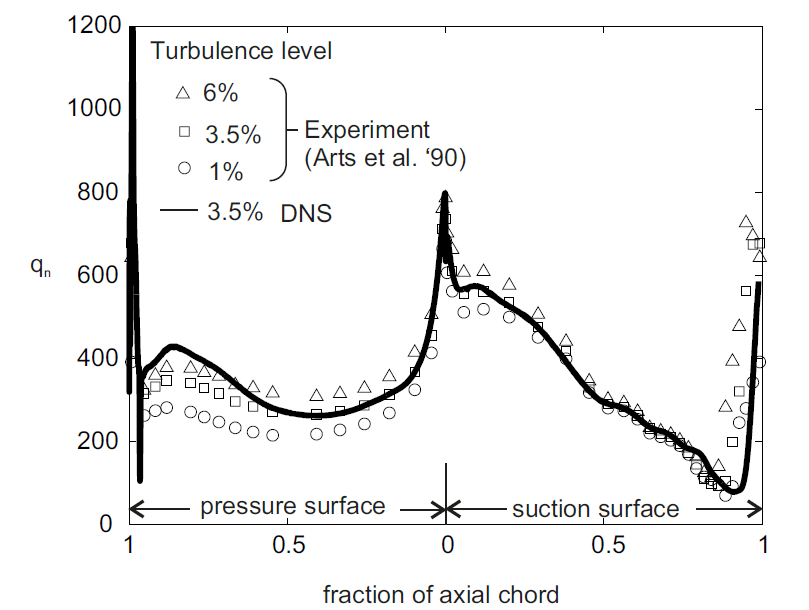 1200
1000
800
600
400
200
0
q_n
Turbulence level
6%
3.5%
1%
Experiment
(Arts et al. ‘90)
3.5% DNS
pressure surface
suction surface
1 0.5 0 0.5 1
fraction of axial chord